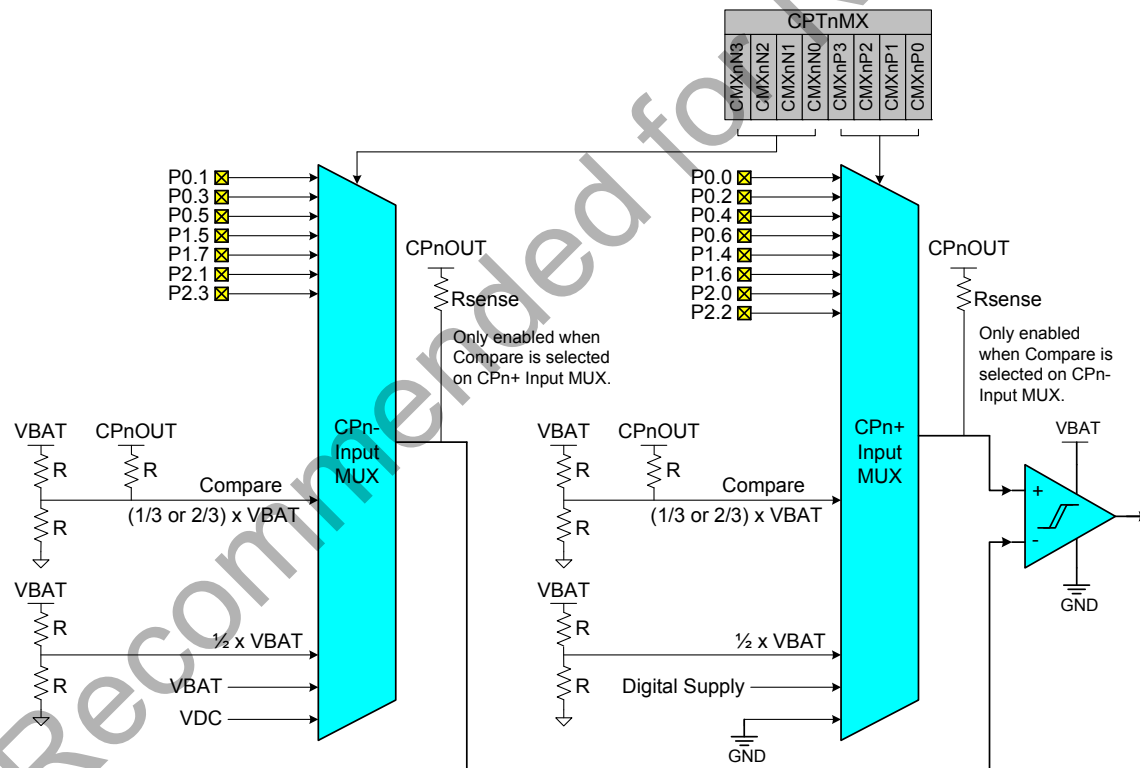 CPTnMX
CMXnN3
CMXnN2
CMXnN1
CMXnN0
CMXnP3
CMXnP2
CMXnP1
CMXnP0
P0.1
P0.3
P0.5
P1.5
P1.7
P2.1
P2.3
CPnOUT
Rsense
Only enabled when
Compare is selected
on CPn+ Input MUX.
VBAT
CPnOUT
R
R
R
Compare
(1/3 or 2/3) x VBAT
CPn-
Input
MUX
VBAT
R
R
½ x VBAT
VBAT
VDC
P0.0
P0.2
P0.4
P0.6
P1.4
P1.6
P2.0
P2.2
CPnOUT
Rsense
Only enabled
when Compare is
selected on CPn-
Input MUX.
VBAT
CPnOUT
R
R
R
Compare
(1/3 or 2/3) x VBAT
CPn+
Input
MUX
VBAT
R
R
½ x VBAT
Digital Supply
GND
VBAT
+
-
GND
Recommended for